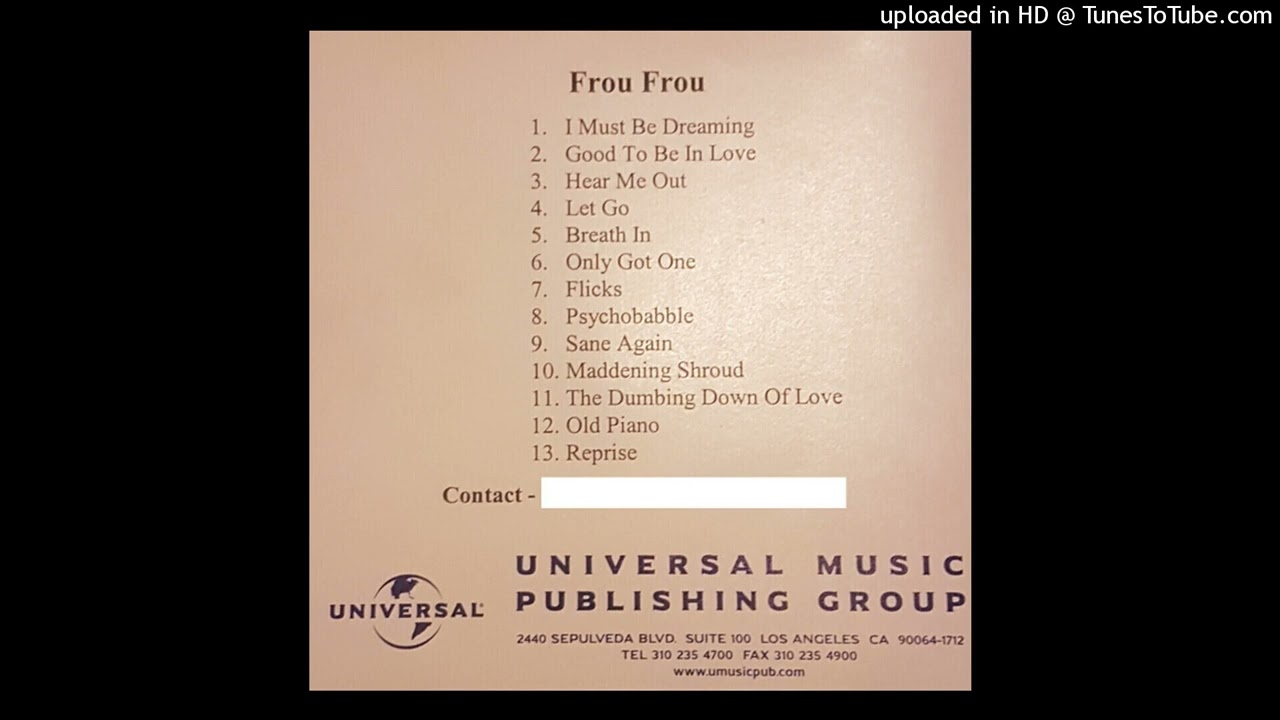 uploaded in HD @ TunesToTube.com
Frou Frou
1. I Must Be Dreaming
2. Good To Be In Love
3. Hear Me Out
4. Let Go
5. Breath In
6. Only Got One
7. Flicks
8. Psychobabble
9. Sane Again
10. Maddening Shroud
11. The Dumbing Down Of Love
12. Old Piano
13. Reprise
Contact -
UNIVERSAL MUSIC
PUBLISHING GROUP
UNIVERSAL
2440 SEPULVEDA BLVD. SUITE 100 LOS ANGELES CA 90064-1712
TEL 310 235 4700 FAX 310 235 4900
www.umusicpub.com